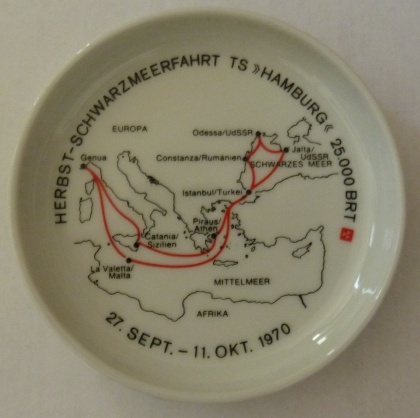 HERBST-SCHWARZMEERFAHRT TS »HAMBURG« 25.000 BRT
EUROPA
Odessa/UdSSR
Genua
Constanza/Rumänien
Jalta/
UdSSR
SCHWARZES MEER
Istanbul/Türkei
Piräus/
Athen
Catania/
Sizilien
La Valetta/
Malta
MITTELMEER
AFRIKA
27. SEPT. – 11. OKT. 1970